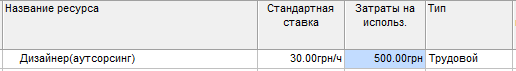 Название ресурса
Стандартная
ставка
Затраты на
использ.
Тип
Дизайнер(аутсорсинг)
30.00грн/ч
500.00грн
Трудовой